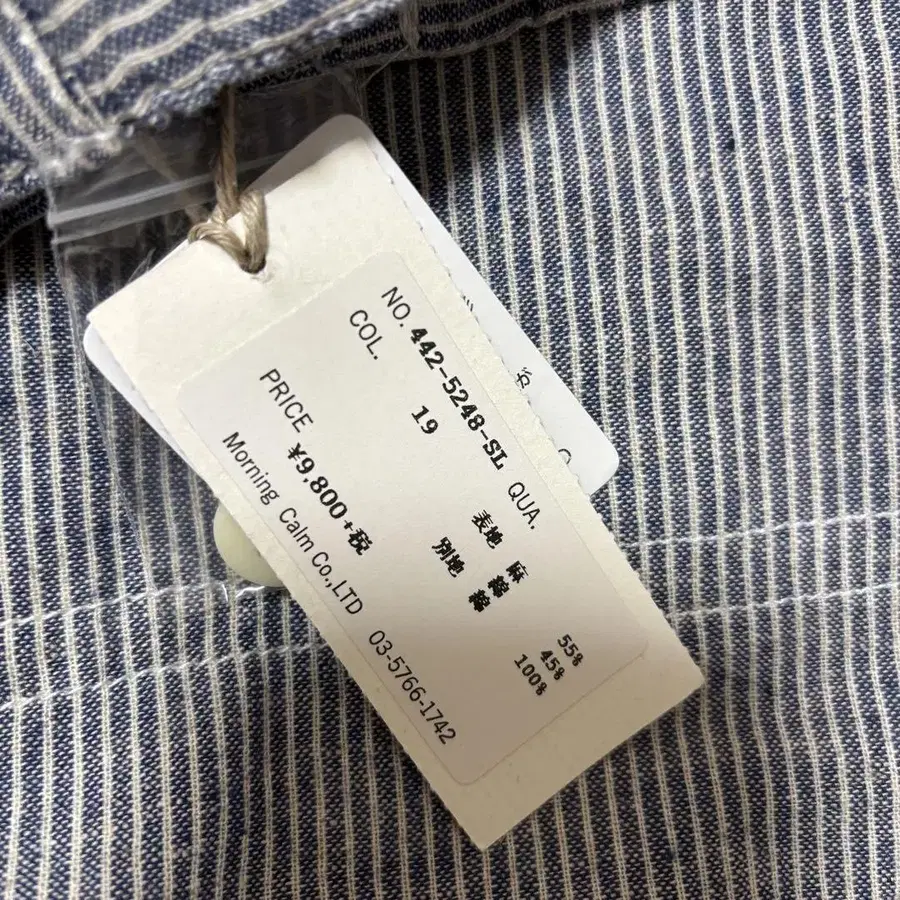 NO. 442-5248-SL
COL. 19
QUA.
表地 麻 55%
綿 45%
別地 綿 100%
PRICE ¥9,800+税
Morning Calm Co.,LTD 03-5766-1742
が